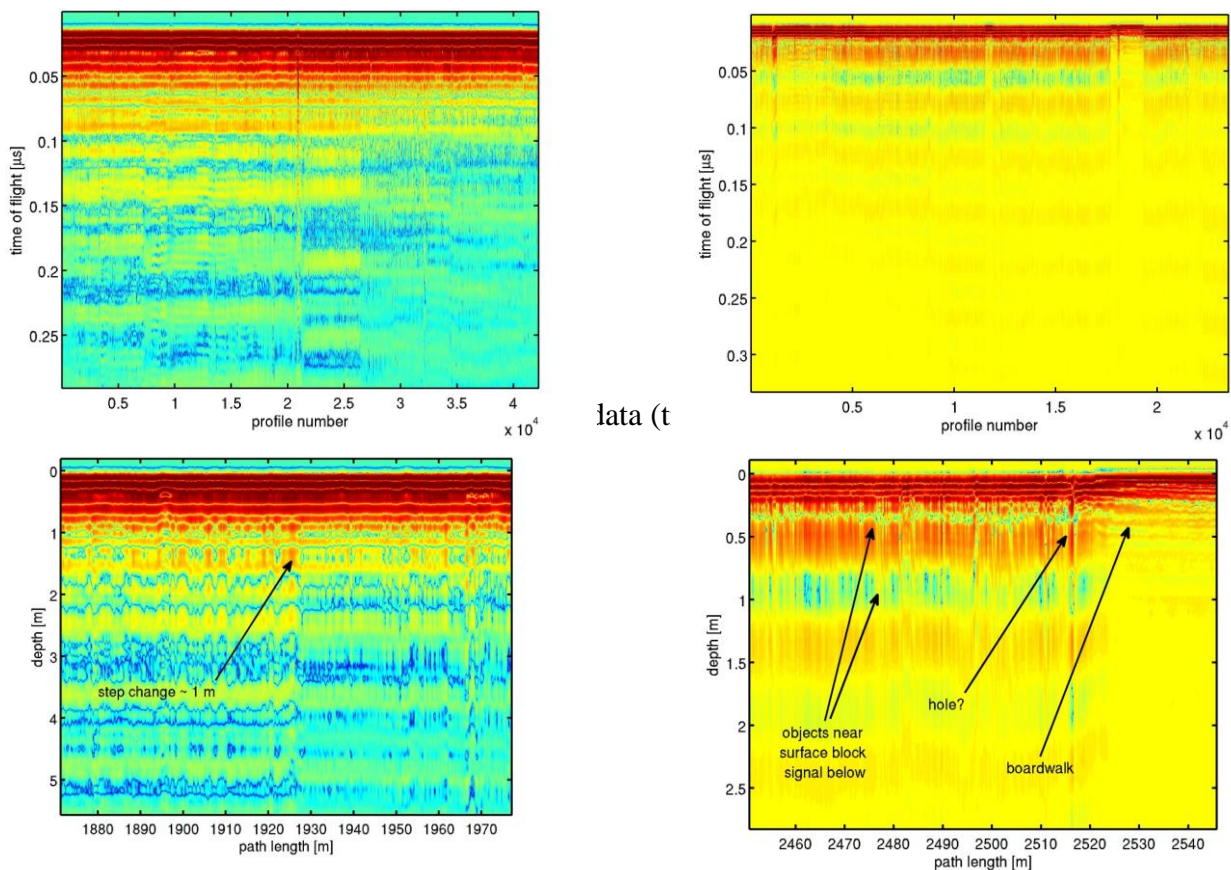 0.05
0.1
0.15
0.2
0.25
time of flight [µs]
0.5 1 1.5 2 2.5 3 3.5 4
profile number
x 10^4
0.05
0.1
0.15
0.2
0.25
0.3
time of flight [µs]
0.5 1 1.5 2
profile number
x 10^4
data (t
0
1
2
3
4
5
depth [m]
step change ~ 1 m
1880 1890 1900 1910 1920 1930 1940 1950 1960 1970
path length [m]
0
0.5
1
1.5
2
2.5
depth [m]
objects near
surface block
signal below
hole?
boardwalk
2460 2470 2480 2490 2500 2510 2520 2530 2540
path length [m]